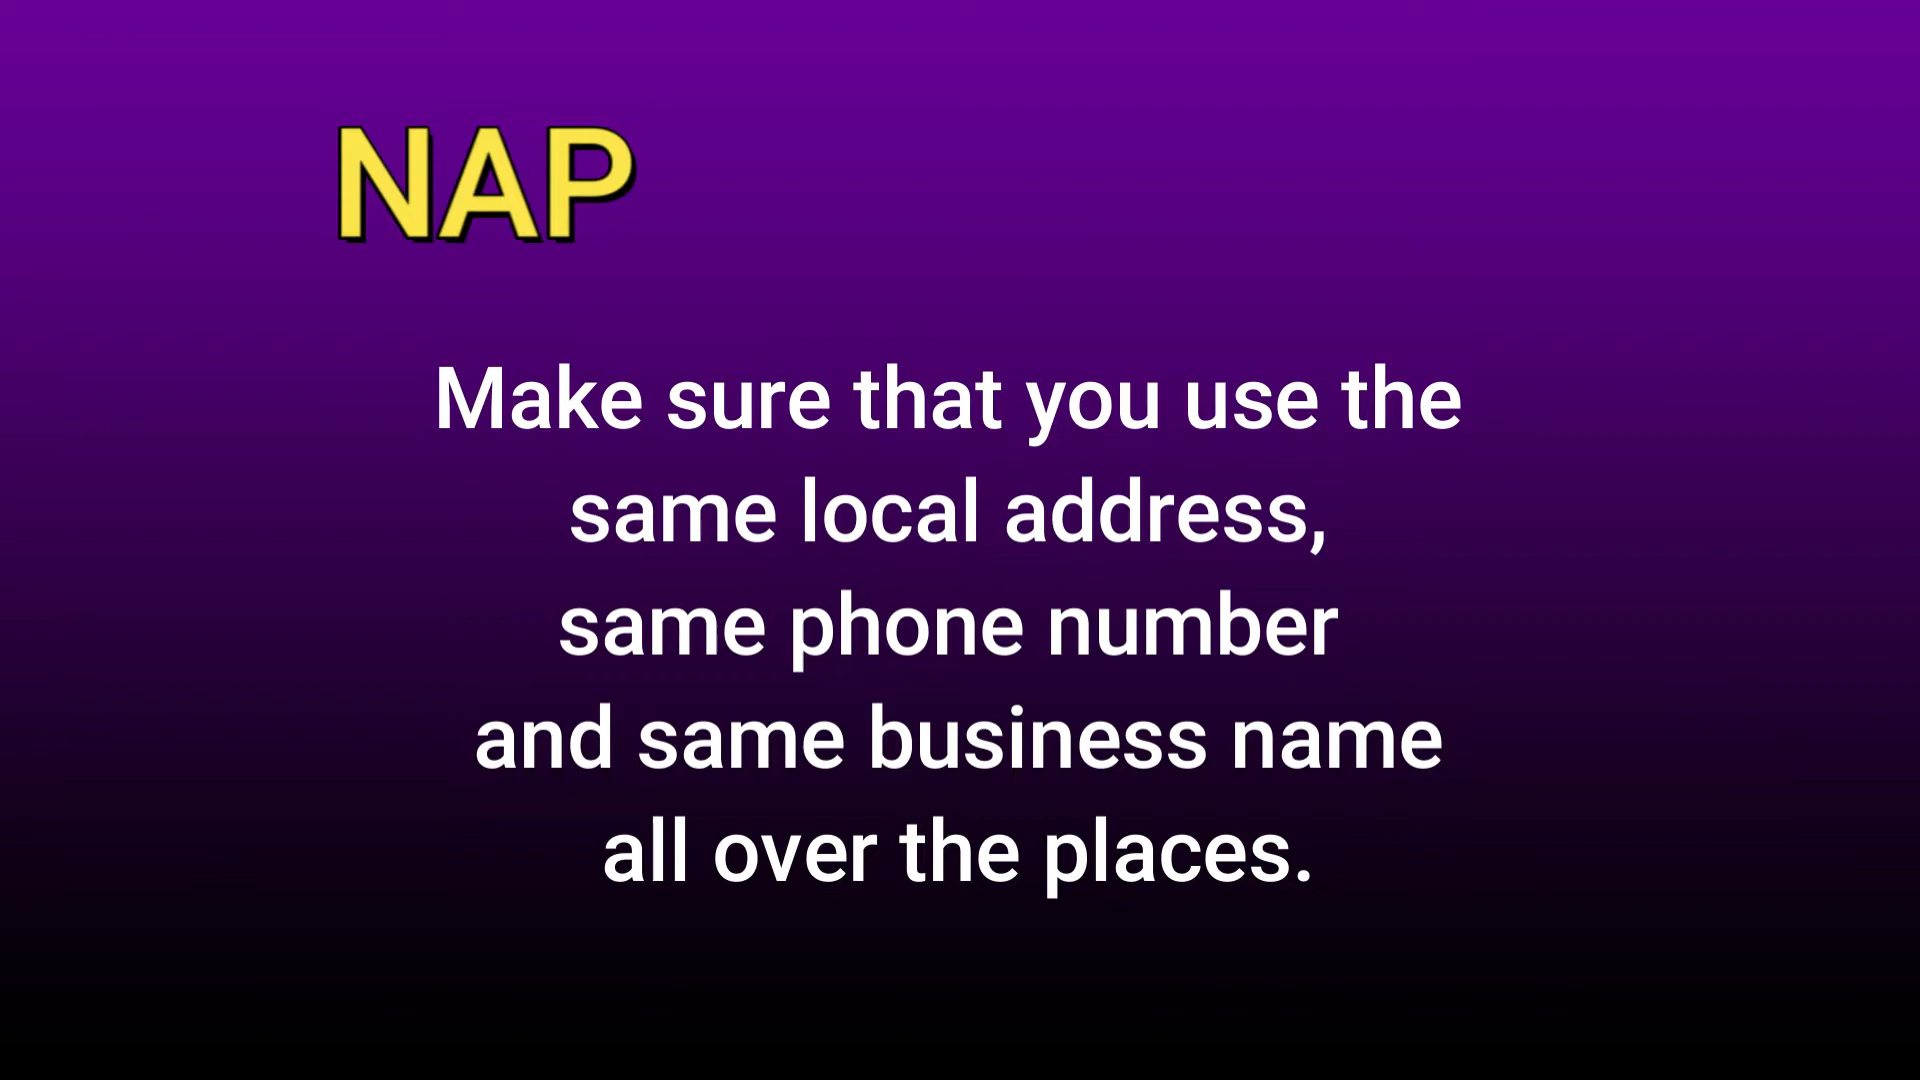 NAP
Make sure that you use the
same local address,
same phone number
and same business name
all over the places.